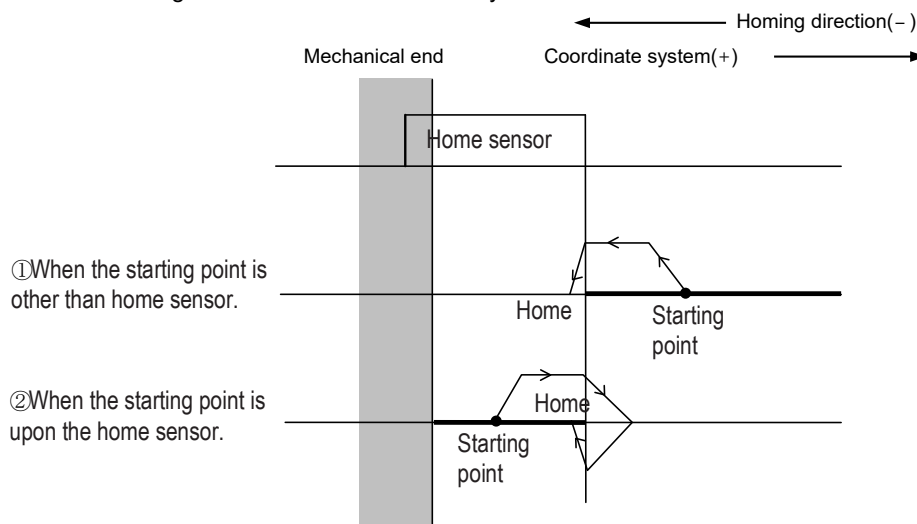 Homing direction(−)
Mechanical end
Coordinate system(+)
Home sensor
①When the starting point is
other than home sensor.
Home
Starting
point
②When the starting point is
upon the home sensor.
Home
Starting
point